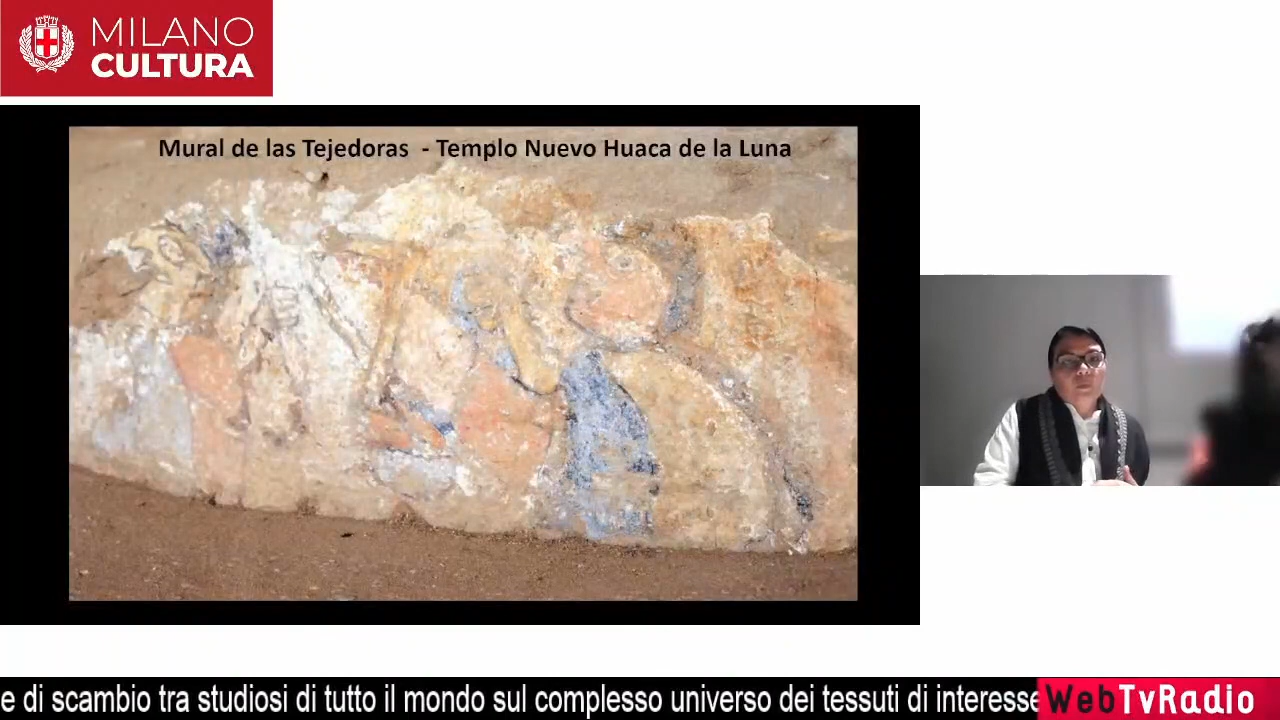 MILANO
CULTURA
Mural de las Tejedoras - Templo Nuevo Huaca de la Luna
e di scambio tra studiosi di tutto il mondo sul complesso universo dei tessuti di interesse
WebTvRadio